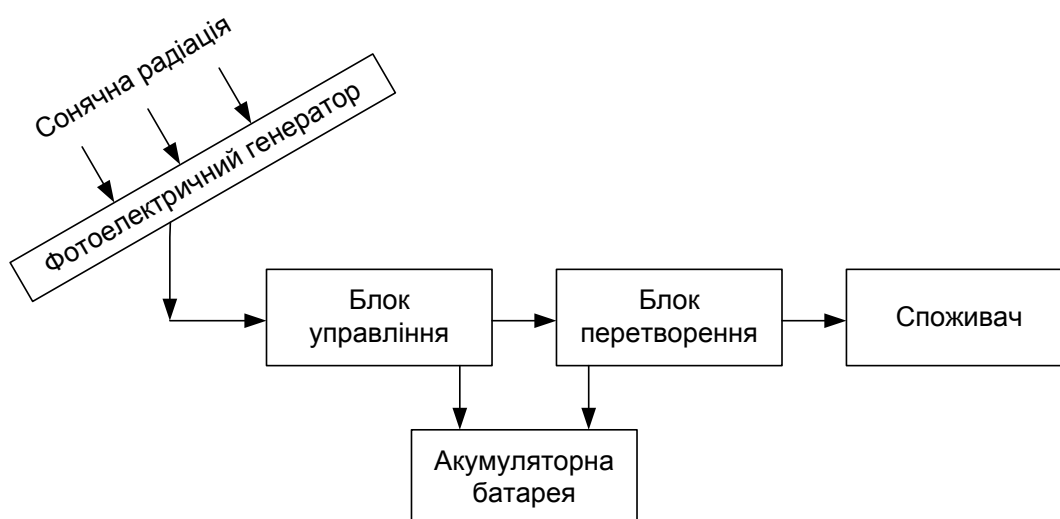 Сонячна радіація
Фотоелектричний генератор
Блок
управління
Блок
перетворення
Споживач
Акумуляторна
батарея